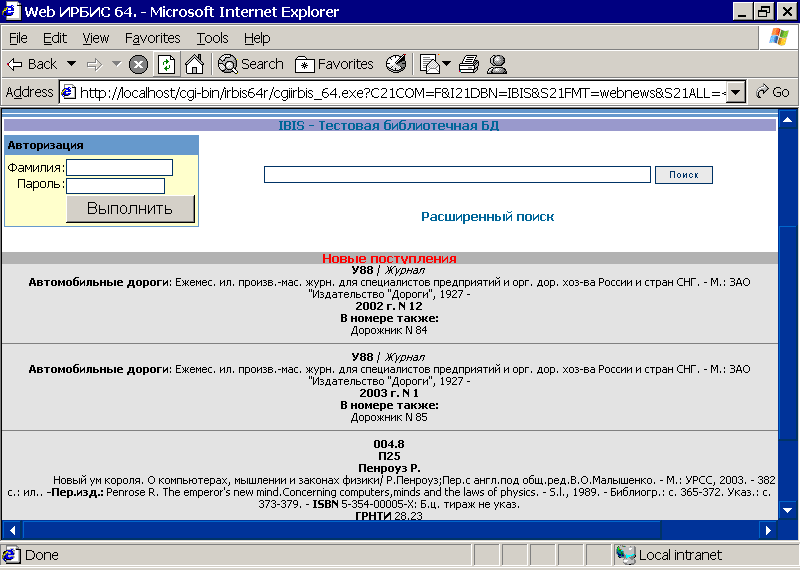 Web ИРБИС 64. - Microsoft Internet Explorer
File Edit View Favorites Tools Help
Back Search Favorites
Address http://localhost/cgi-bin/irbis64r/cgiirbis_64.exe?C21COM=F&I21DBN=IBIS&S21FMT=webnews&S21ALL=< Go
IBIS - Тестовая библиотечная БД
Авторизация
Фамилия:
Пароль:
Выполнить
Поиск
Расширенный поиск
Новые поступления
У88 / Журнал
Автомобильные дороги: Ежемес. ил. произв.-мас. журн. для специалистов предприятий и орг. дор. хоз-ва России и стран СНГ. - М.: ЗАО
"Издательство "Дороги", 1927 -
2002 г. N 12
В номере также:
Дорожник N 84
У88 / Журнал
Автомобильные дороги: Ежемес. ил. произв.-мас. журн. для специалистов предприятий и орг. дор. хоз-ва России и стран СНГ. - М.: ЗАО
"Издательство "Дороги", 1927 -
2003 г. N 1
В номере также:
Дорожник N 85
004.8
П25
Пенроуз Р.
Новый ум короля. О компьютерах, мышлении и законах физики/ Р.Пенроуз;Пер.с англ.под общ.ред.В.О.Малышенко. - М.: УРСС, 2003. - 382
с.: ил.. -Пер.изд.: Penrose R. The emperor's new mind.Concerning computers,minds and the laws of physics. - S.l., 1989. - Библиогр.: с. 365-372. Указ.: с.
373-379. - ISBN 5-354-00005-X: Б.ц. тираж не указ.
ГРНТИ 28.23
Done Local intranet